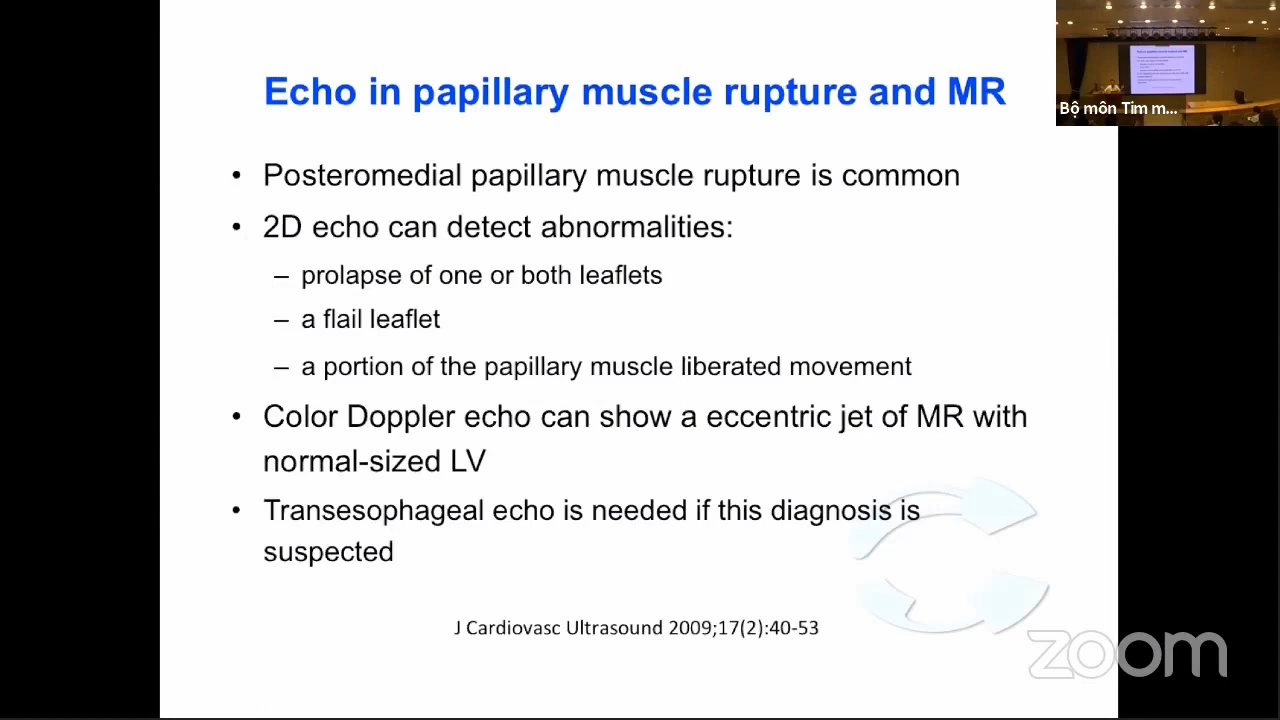 Echo in papillary muscle rupture and MR
Bộ môn Tim m...
• Posteromedial papillary muscle rupture is common
• 2D echo can detect abnormalities:
– prolapse of one or both leaflets
– a flail leaflet
– a portion of the papillary muscle liberated movement
• Color Doppler echo can show a eccentric jet of MR with
normal-sized LV
• Transesophageal echo is needed if this diagnosis is
suspected
J Cardiovasc Ultrasound 2009;17(2):40-53
zoom